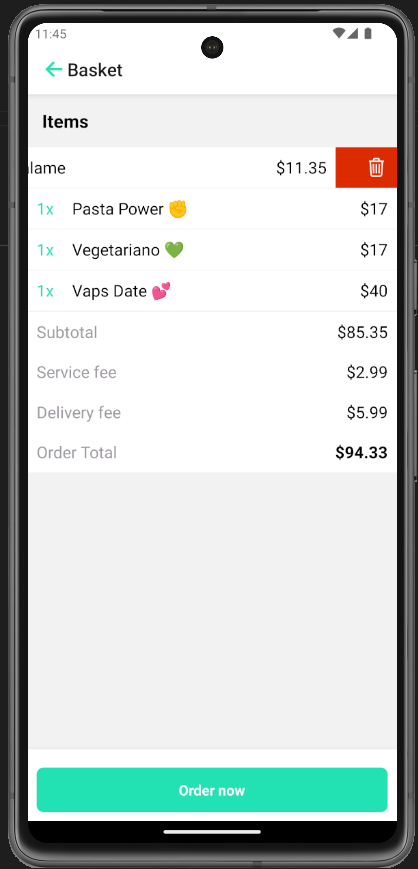 11:45
Basket
Items
lame $11.35
1x Pasta Power ✊ $17
1x Vegetariano 💚 $17
1x Vaps Date 💕 $40
Subtotal $85.35
Service fee $2.99
Delivery fee $5.99
Order Total $94.33
Order now